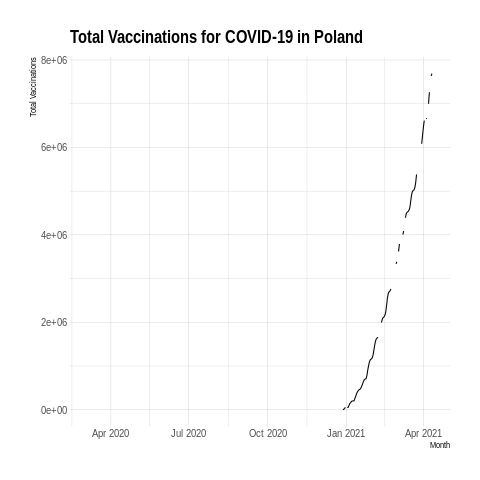 Total Vaccinations for COVID-19 in Poland
Total Vaccinations
8e+06
6e+06
4e+06
2e+06
0e+00
Apr 2020 Jul 2020 Oct 2020 Jan 2021 Apr 2021
Month